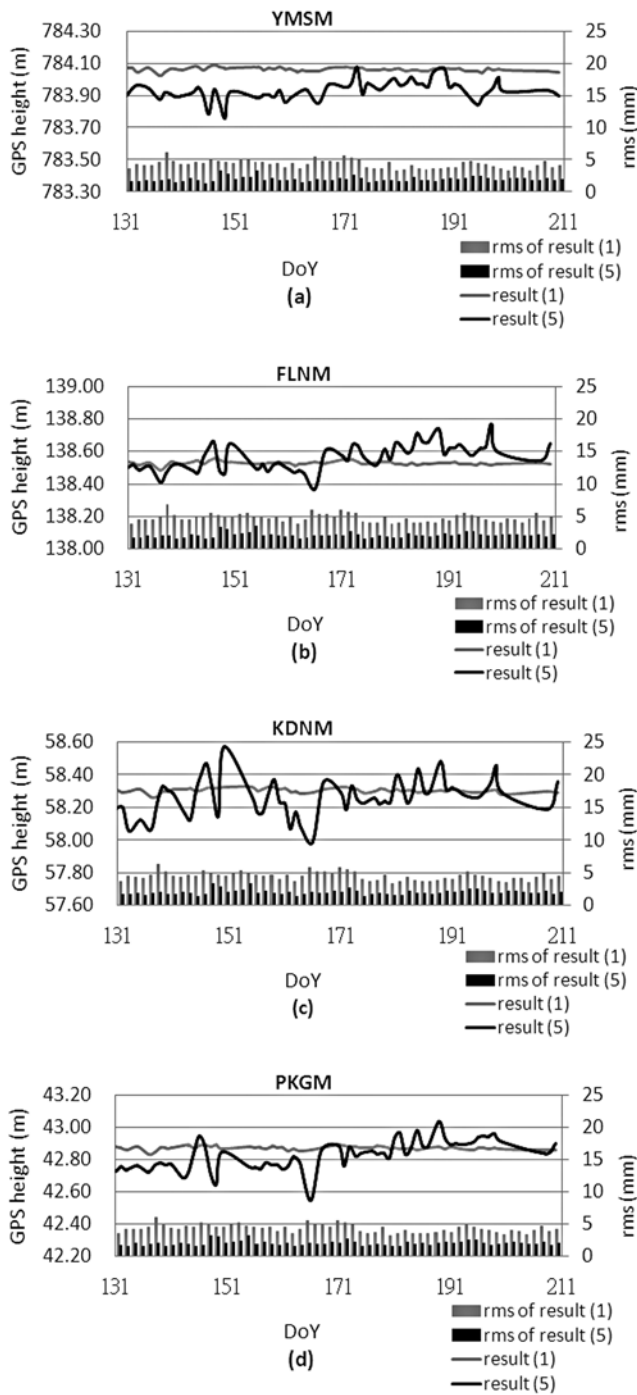 YMSM
GPS height (m)
784.30
784.10
783.90
783.70
783.50
783.30
25
20
15
10
5
0
rms (mm)
131 151 171 191 211
DoY
(a)
rms of result (1)
rms of result (5)
result (1)
result (5)
FLNM
GPS height (m)
139.00
138.80
138.60
138.40
138.20
138.00
25
20
15
10
5
0
rms (mm)
131 151 171 191 211
DoY
(b)
rms of result (1)
rms of result (5)
result (1)
result (5)
KDNM
GPS height (m)
58.60
58.40
58.20
58.00
57.80
57.60
25
20
15
10
5
0
rms (mm)
131 151 171 191 211
DoY
(c)
rms of result (1)
rms of result (5)
result (1)
result (5)
PKGM
GPS height (m)
43.20
43.00
42.80
42.60
42.40
42.20
25
20
15
10
5
0
rms (mm)
131 151 171 191 211
DoY
(d)
rms of result (1)
rms of result (5)
result (1)
result (5)